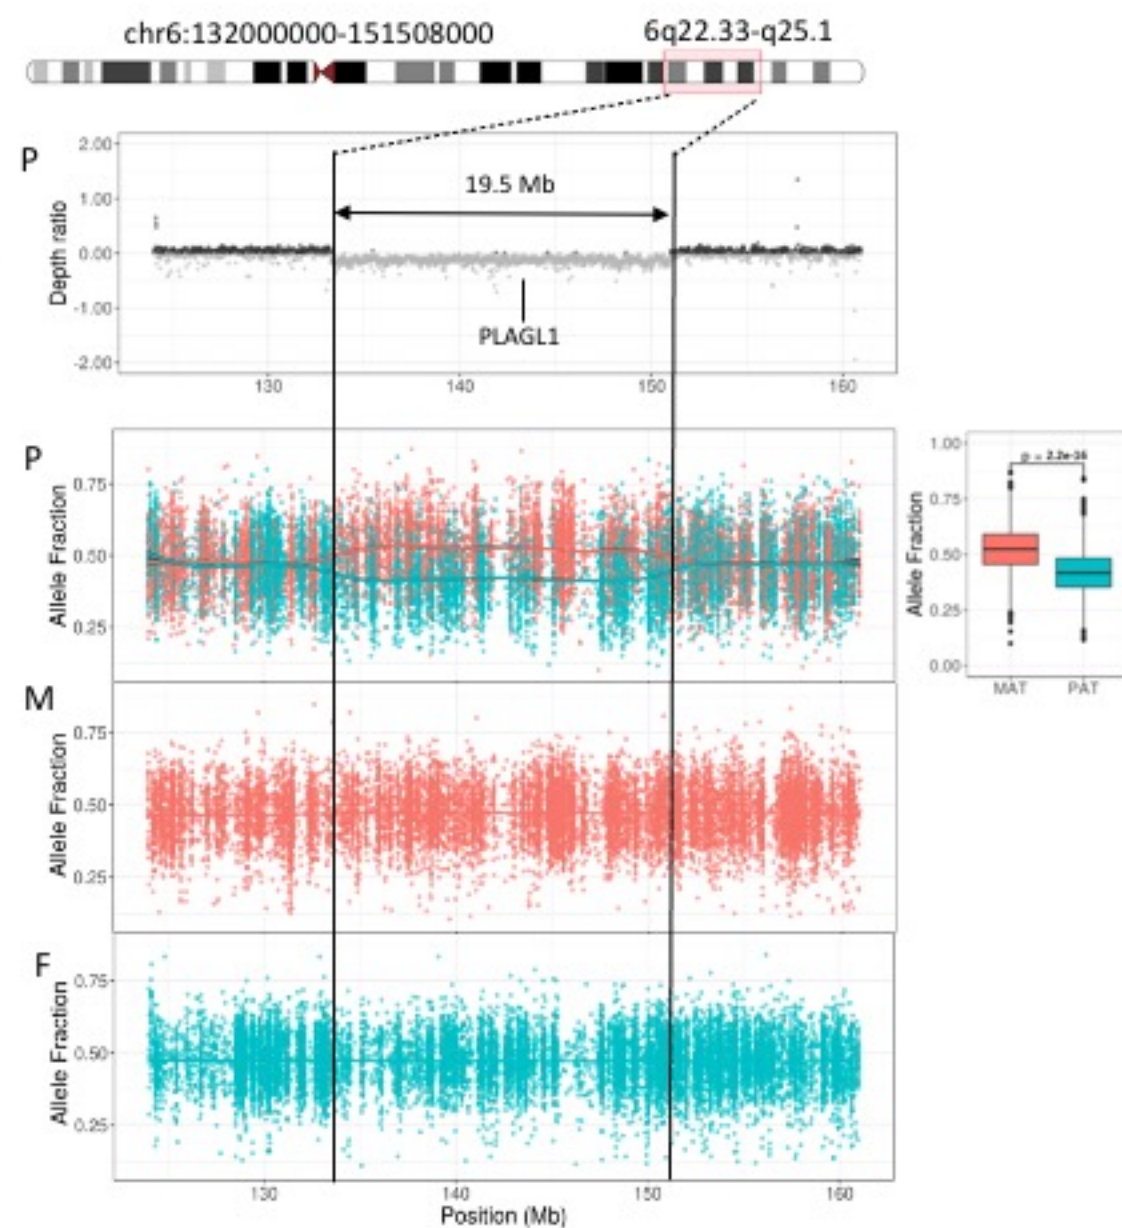 chr6:132000000-151508000 6q22.33-q25.1
P
2.00
1.00
0.00
-1.00
-2.00
Depth ratio
19.5 Mb
PLAGL1
130 140 150 160
P
0.75
0.50
0.25
Allele Fraction
1.00
0.75
0.50
0.25
0.00
Allele Fraction
p = 2.2e-16
MAT PAT
M
0.75
0.50
0.25
Allele Fraction
F
0.75
0.50
0.25
Allele Fraction
130 140 150 160
Position (Mb)